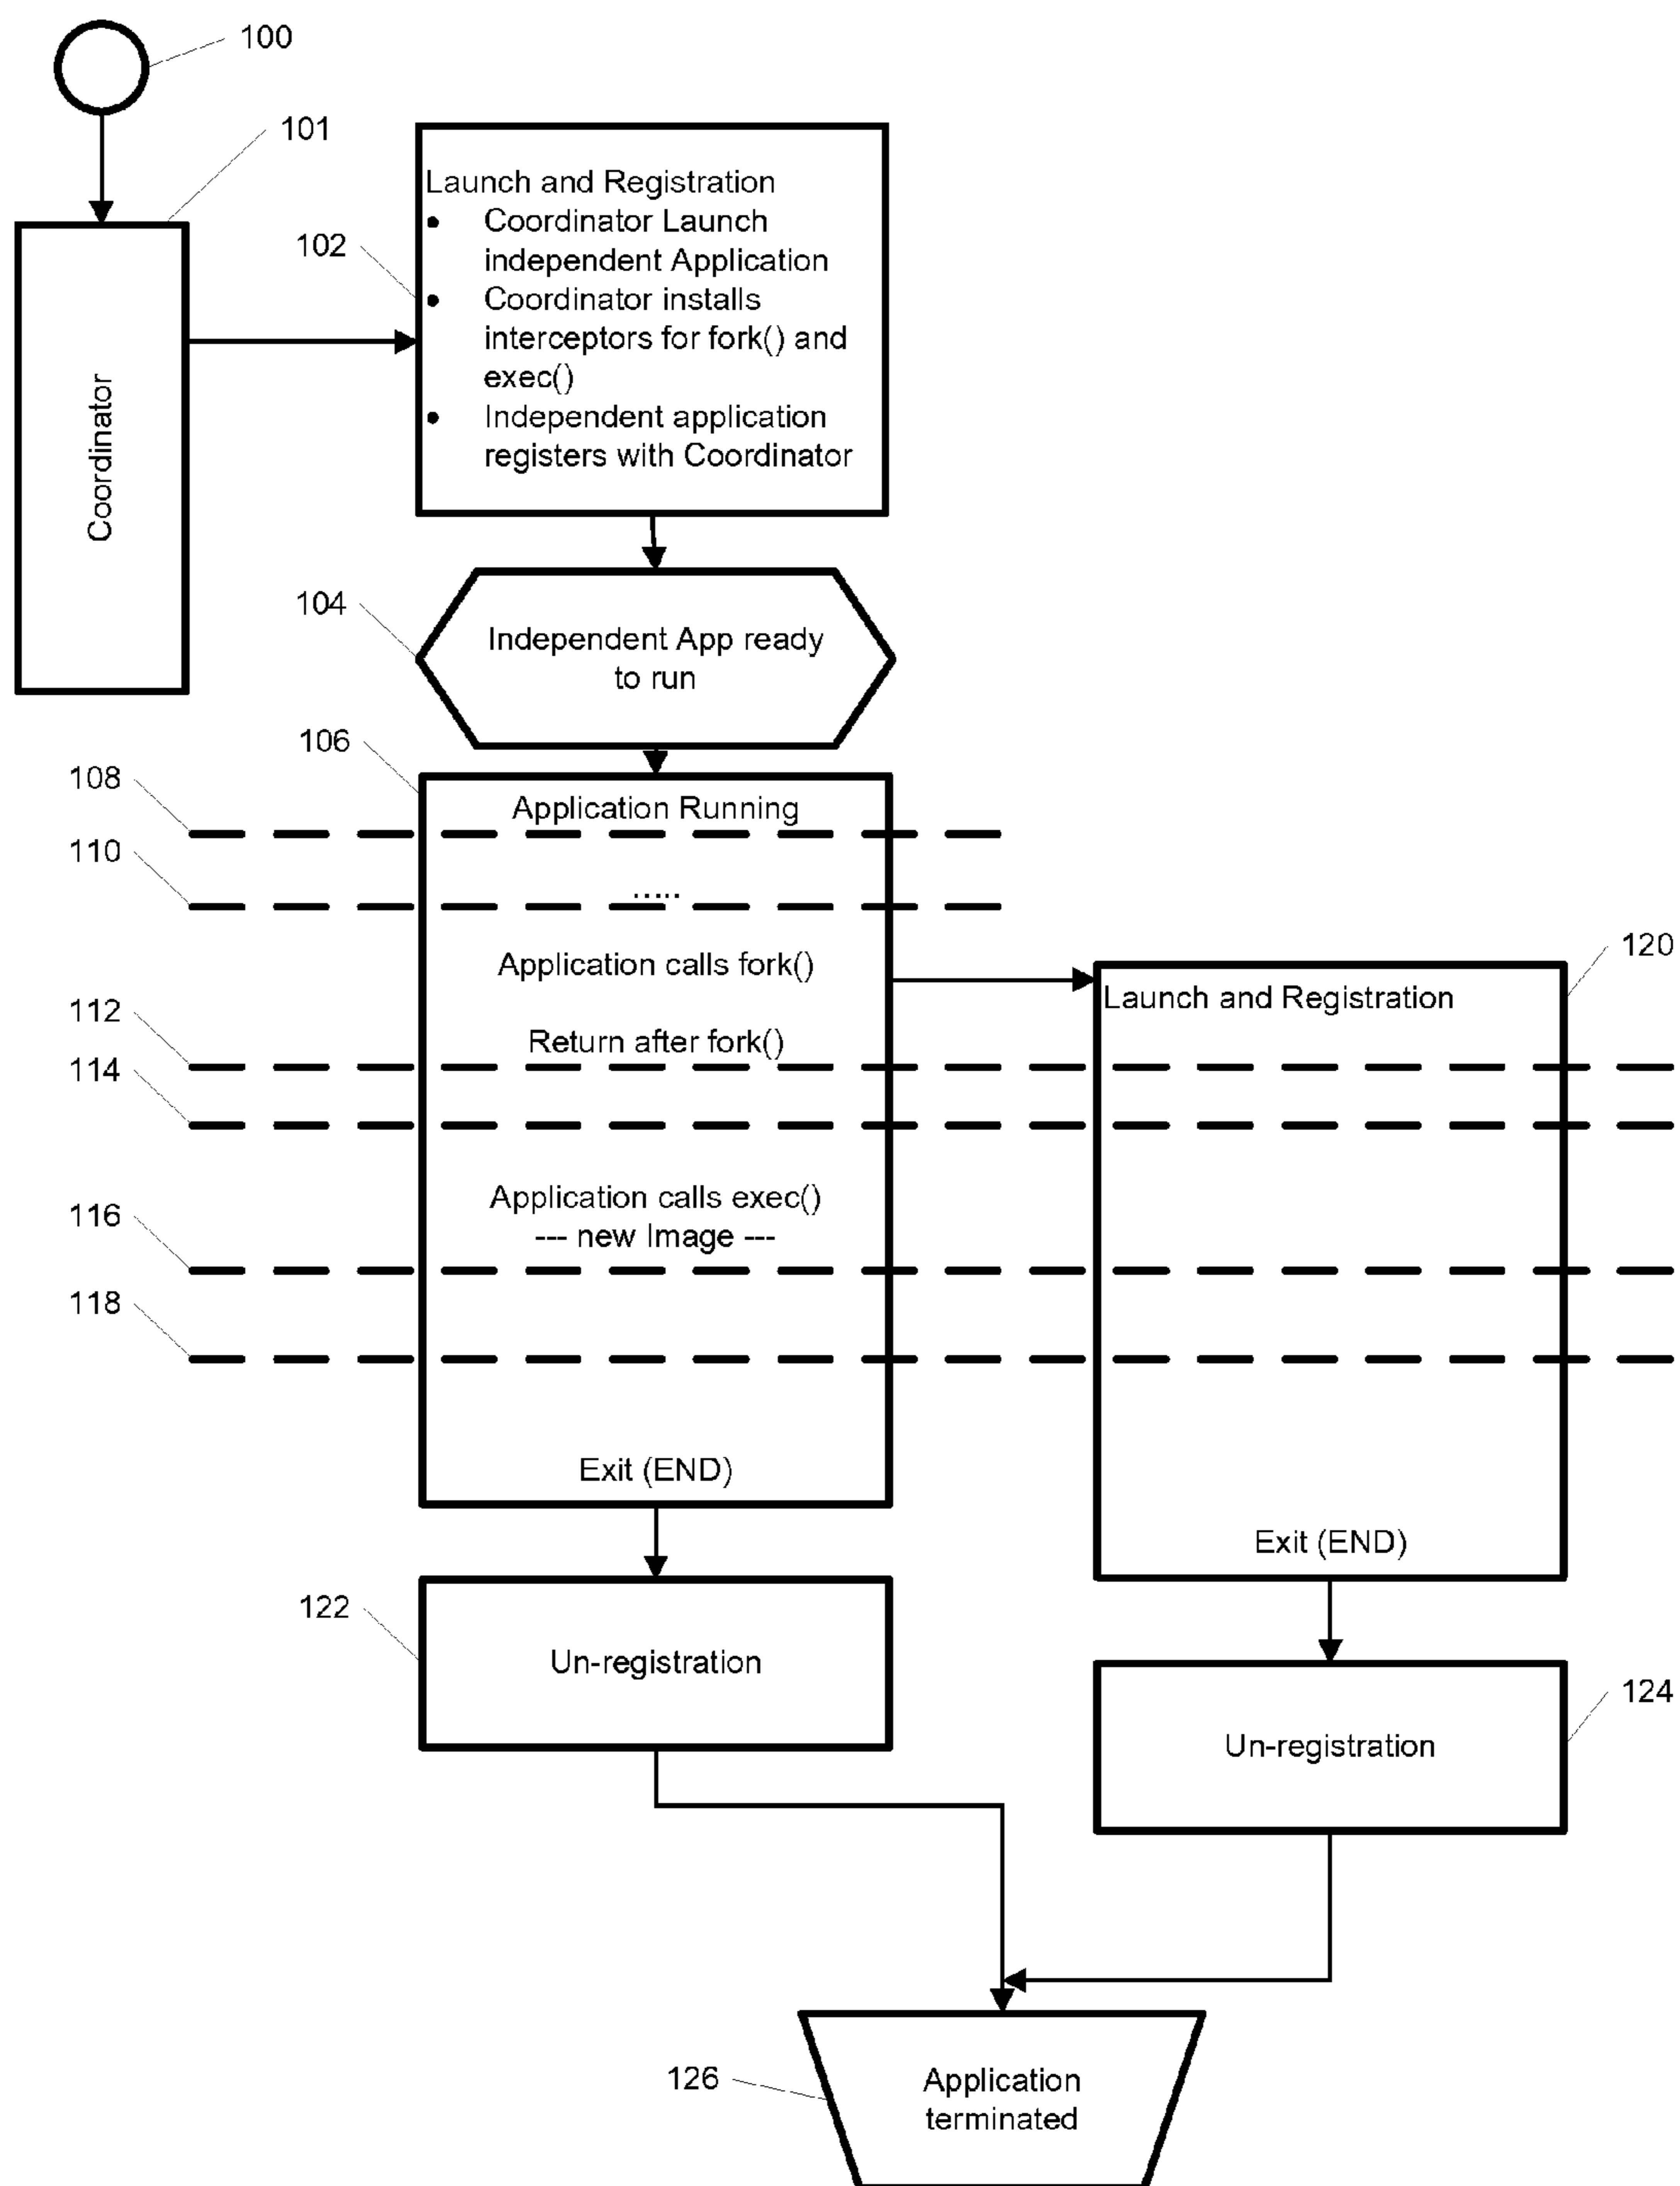 100
101
Coordinator
102
Launch and Registration
• Coordinator Launch
independent Application
• Coordinator installs
interceptors for fork() and
exec()
• Independent application
registers with Coordinator
104
Independent App ready
to run
106
108
Application Running
110
.....
Application calls fork()
120
Launch and Registration
112
Return after fork()
114
Application calls exec()
116
--- new Image ---
118
Exit (END)
Exit (END)
122
Un-registration
124
Un-registration
126
Application
terminated